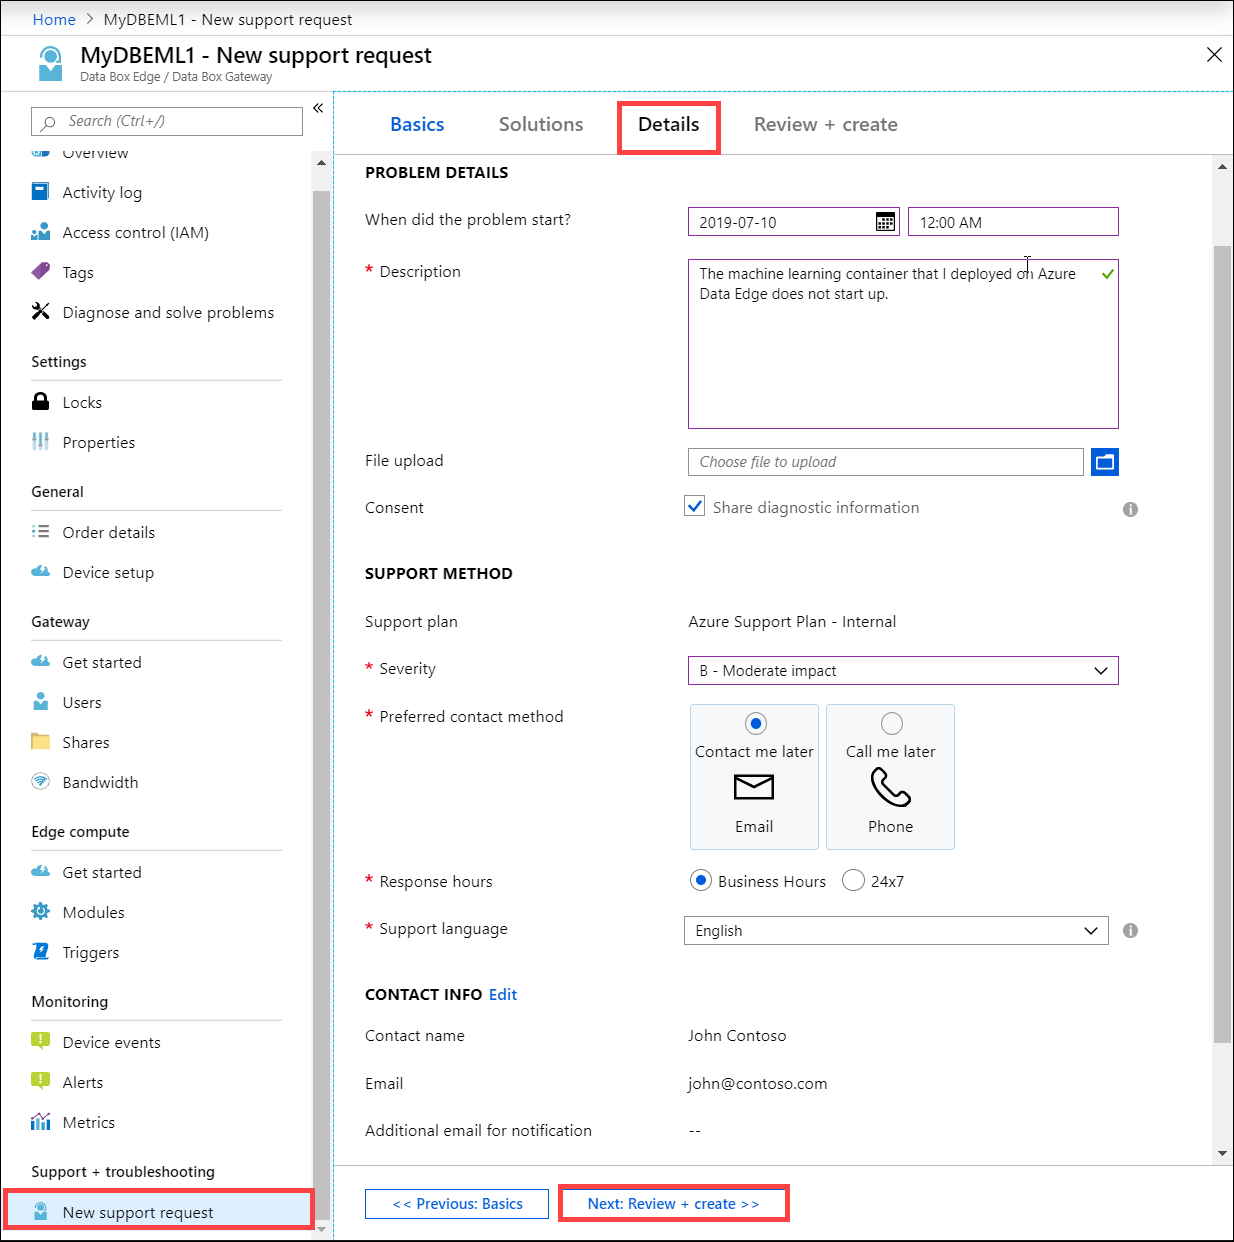 Home > MyDBEML1 - New support request
MyDBEML1 - New support request
Data Box Edge / Data Box Gateway
Search (Ctrl+/)
«
Overview
Activity log
Access control (IAM)
Tags
Diagnose and solve problems
Settings
Locks
Properties
General
Order details
Device setup
Gateway
Get started
Users
Shares
Bandwidth
Edge compute
Get started
Modules
Triggers
Monitoring
Device events
Alerts
Metrics
Support + troubleshooting
New support request
Basics Solutions Details Review + create
PROBLEM DETAILS
When did the problem start? 2019-07-10 12:00 AM
* Description
The machine learning container that I deployed on Azure
Data Edge does not start up.
File upload Choose file to upload
Consent Share diagnostic information
SUPPORT METHOD
Support plan Azure Support Plan - Internal
* Severity B - Moderate impact
* Preferred contact method
Contact me later Call me later
Email Phone
* Response hours Business Hours 24x7
* Support language English
CONTACT INFO Edit
Contact name John Contoso
Email john@contoso.com
Additional email for notification --
<< Previous: Basics Next: Review + create >>